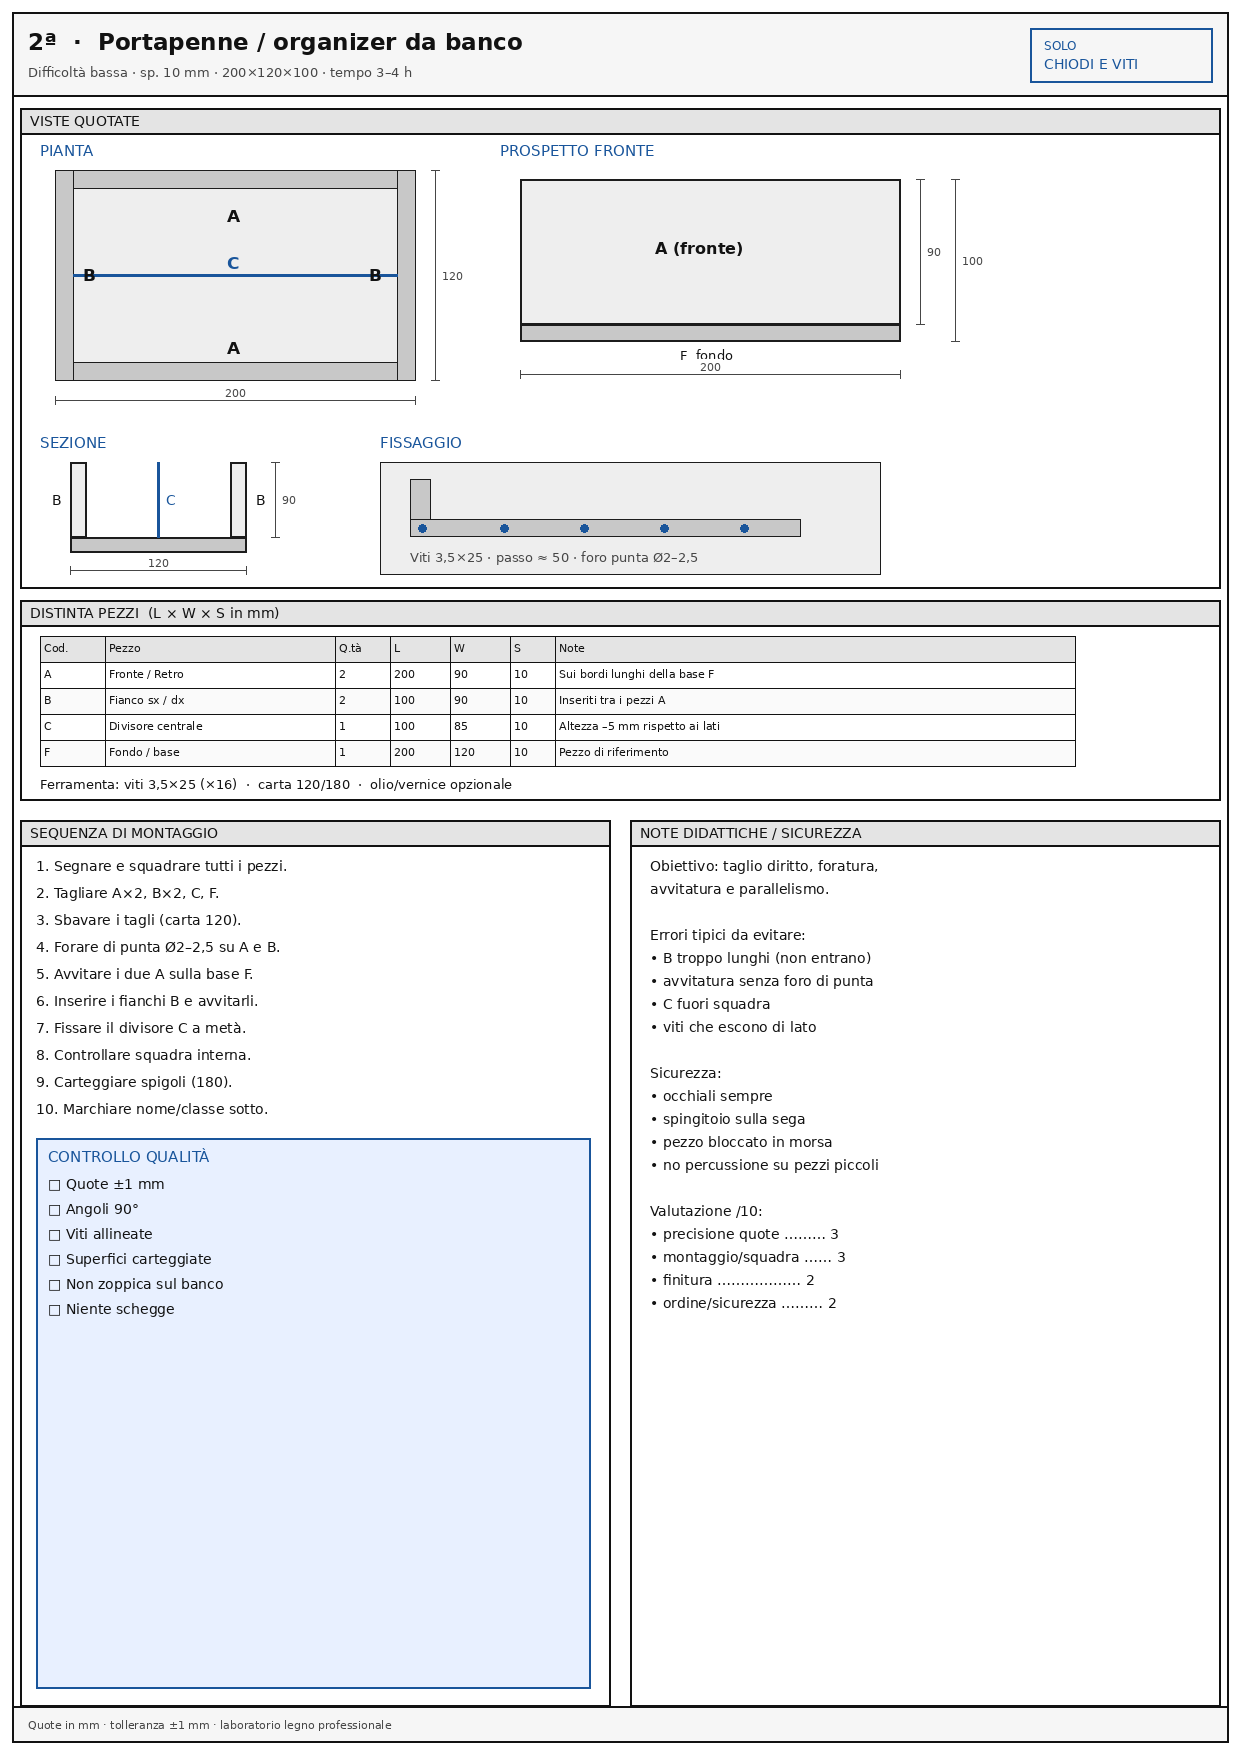 2ª · Portapenne / organizer da banco
Difficoltà bassa · sp. 10 mm · 200×120×100 · tempo 3–4 h
SOLO
CHIODI E VITI
VISTE QUOTATE
PIANTA
A
C
B
B
A
120
200
PROSPETTO FRONTE
A (fronte)
90
100
F fondo
200
SEZIONE
B
C
B
90
120
FISSAGGIO
Viti 3,5×25 · passo ≈ 50 · foro punta Ø2–2,5
DISTINTA PEZZI (L × W × S in mm)
Cod. Pezzo Q.tà L W S Note
A Fronte / Retro 2 200 90 10 Sui bordi lunghi della base F
B Fianco sx / dx 2 100 90 10 Inseriti tra i pezzi A
C Divisore centrale 1 100 85 10 Altezza –5 mm rispetto ai lati
F Fondo / base 1 200 120 10 Pezzo di riferimento
Ferramenta: viti 3,5×25 (×16) · carta 120/180 · olio/vernice opzionale
SEQUENZA DI MONTAGGIO
1. Segnare e squadrare tutti i pezzi.
2. Tagliare A×2, B×2, C, F.
3. Sbavare i tagli (carta 120).
4. Forare di punta Ø2–2,5 su A e B.
5. Avvitare i due A sulla base F.
6. Inserire i fianchi B e avvitarli.
7. Fissare il divisore C a metà.
8. Controllare squadra interna.
9. Carteggiare spigoli (180).
10. Marchiare nome/classe sotto.
CONTROLLO QUALITÀ
□ Quote ±1 mm
□ Angoli 90°
□ Viti allineate
□ Superfici carteggiate
□ Non zoppica sul banco
□ Niente schegge
NOTE DIDATTICHE / SICUREZZA
Obiettivo: taglio diritto, foratura,
avvitatura e parallelismo.
Errori tipici da evitare:
• B troppo lunghi (non entrano)
• avvitatura senza foro di punta
• C fuori squadra
• viti che escono di lato
Sicurezza:
• occhiali sempre
• spingitoio sulla sega
• pezzo bloccato in morsa
• no percussione su pezzi piccoli
Valutazione /10:
• precisione quote ......... 3
• montaggio/squadra ...... 3
• finitura .................. 2
• ordine/sicurezza ......... 2
Quote in mm · tolleranza ±1 mm · laboratorio legno professionale